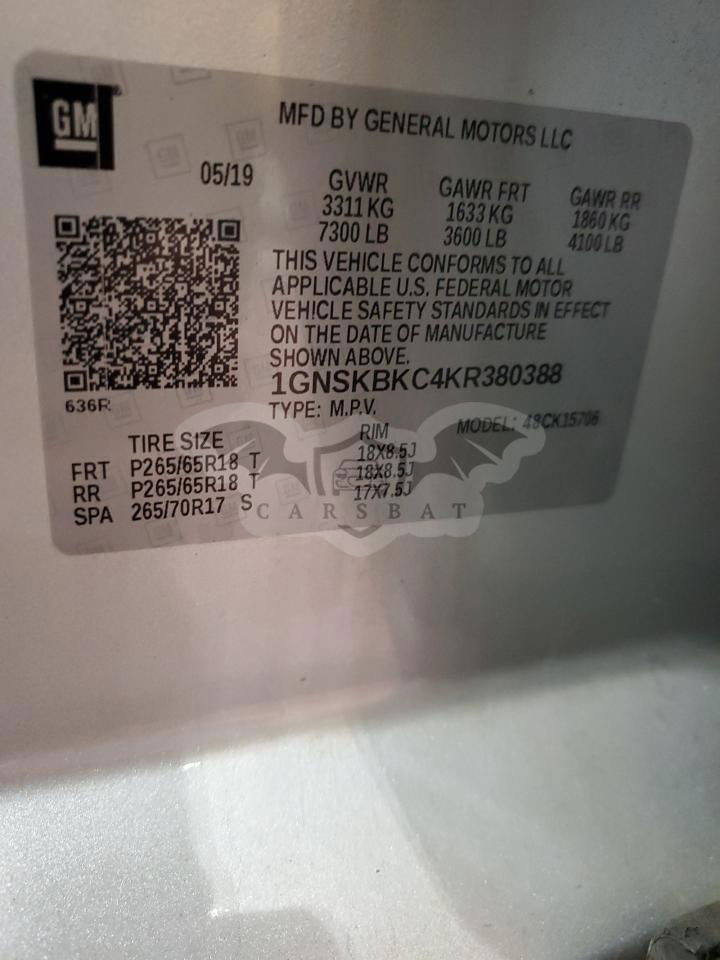 GM
MFD BY GENERAL MOTORS LLC
05/19
GVWR GAWR FRT GAWR RR
3311 KG 1633 KG 1860 KG
7300 LB 3600 LB 4100 LB
THIS VEHICLE CONFORMS TO ALL
APPLICABLE U.S. FEDERAL MOTOR
VEHICLE SAFETY STANDARDS IN EFFECT
ON THE DATE OF MANUFACTURE
SHOWN ABOVE.
1GNSKBKC4KR380388
636R
TYPE: M.P.V. MODEL: 48CK15706
TIRE SIZE RIM
FRT P265/65R18 T 18X8.5J
RR P265/65R18 T 18X8.5J
SPA 265/70R17 S 17X7.5J
CARSBAT